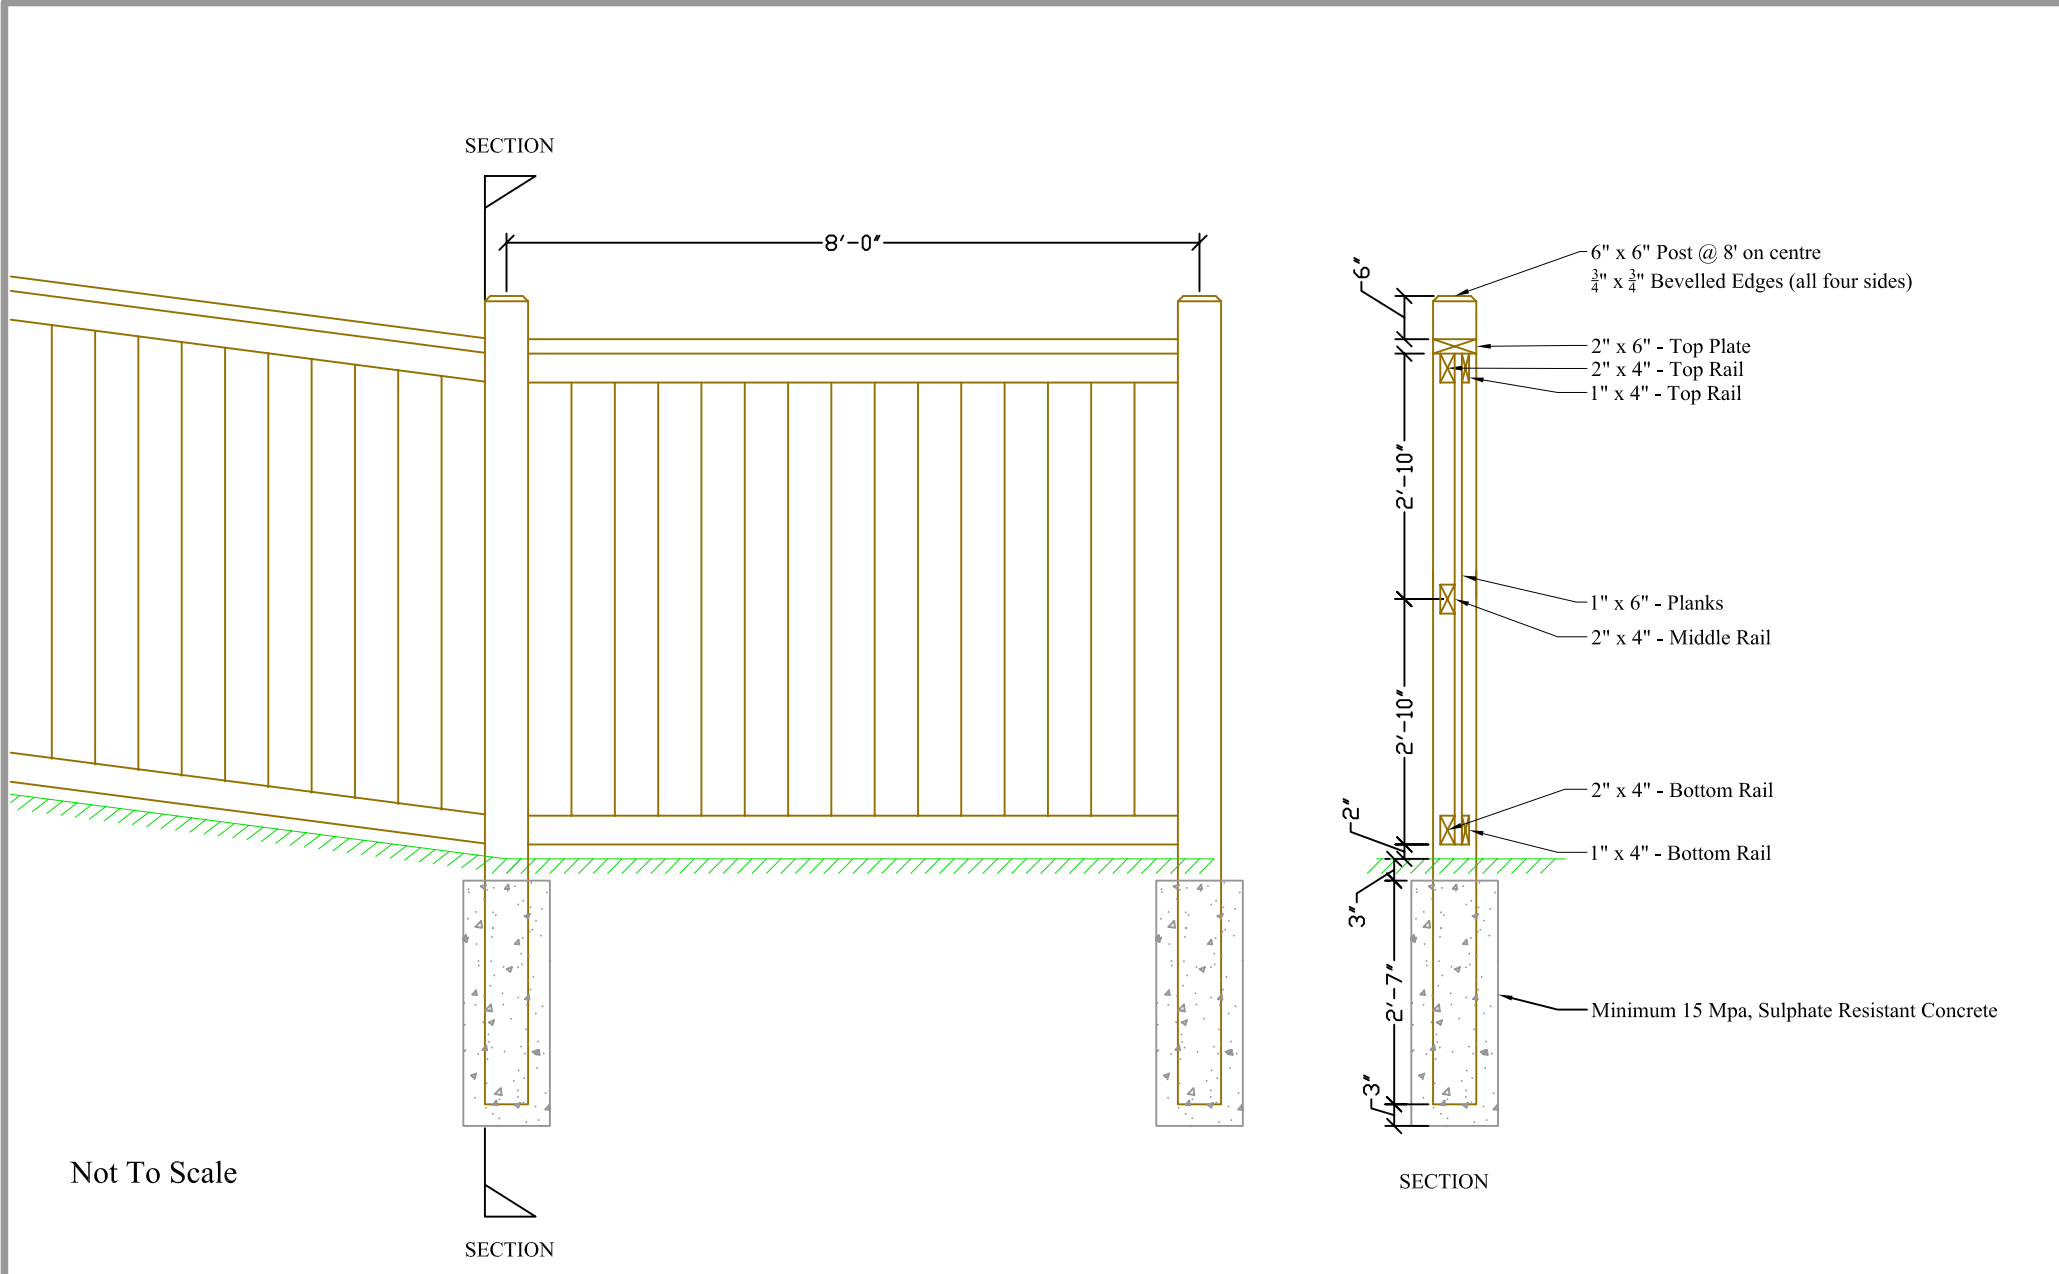 SECTION
8'-0"
6"
6" x 6" Post @ 8' on centre
3/4" x 3/4" Bevelled Edges (all four sides)
2" x 6" - Top Plate
2" x 4" - Top Rail
1" x 4" - Top Rail
2'-10"
1" x 6" - Planks
2" x 4" - Middle Rail
2'-10"
2" x 4" - Bottom Rail
2"
1" x 4" - Bottom Rail
3"
2'-7"
Minimum 15 Mpa, Sulphate Resistant Concrete
3"
Not To Scale
SECTION
SECTION